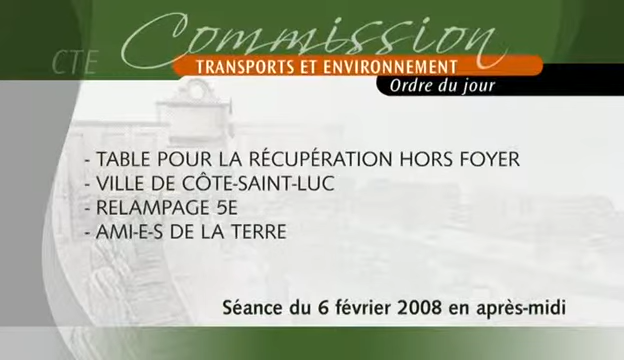 Commission
CTE
TRANSPORTS ET ENVIRONNEMENT
Ordre du jour
- TABLE POUR LA RÉCUPÉRATION HORS FOYER
- VILLE DE CÔTE-SAINT-LUC
- RELAMPAGE 5E
- AMI-E-S DE LA TERRE
Séance du 6 février 2008 en après-midi